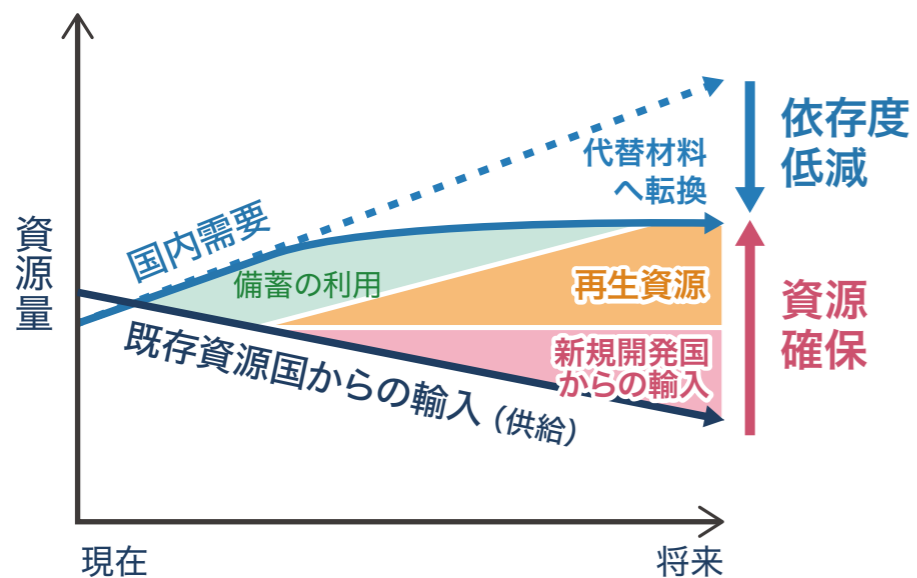 依存度
低減
代替材料
へ転換
国内需要
資源量
備蓄の利用
再生資源
資源
確保
新規開発国
からの輸入
既存資源国からの輸入（供給）
現在
将来